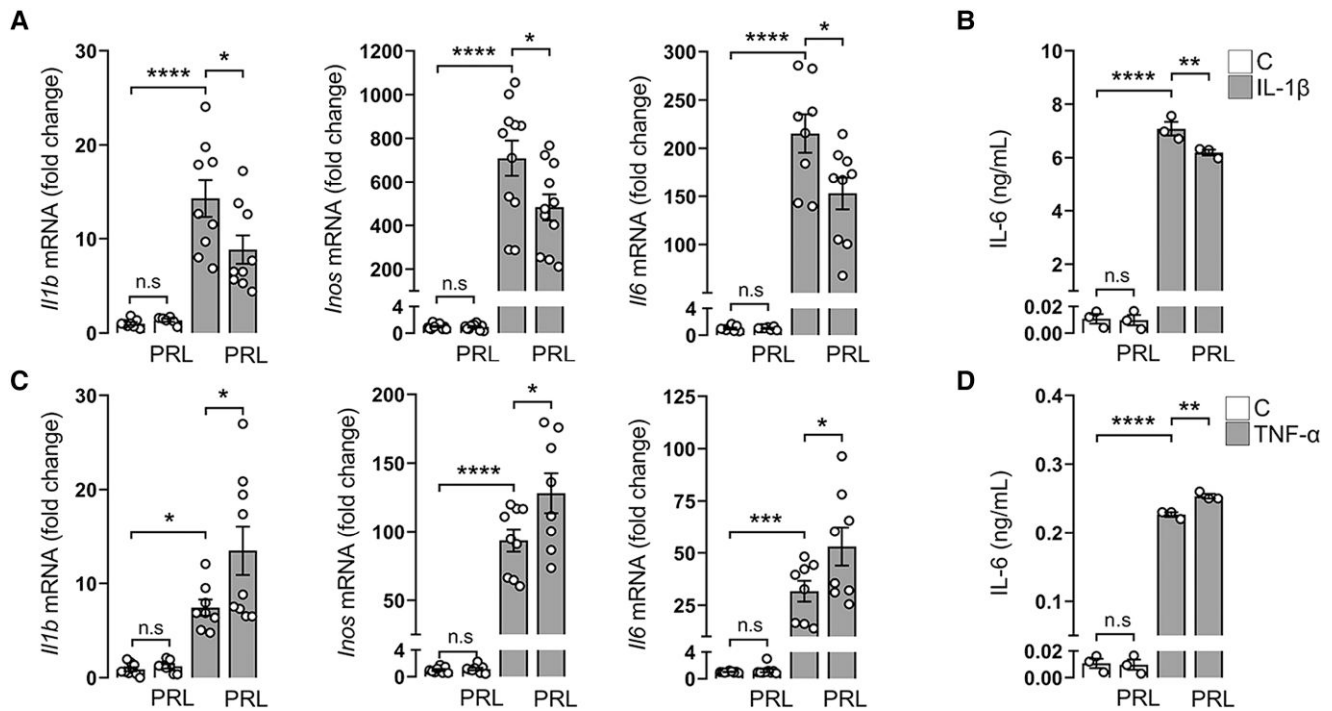 A
Il1b mRNA (fold change)
30
20
10
0
****
*
n.s
PRL
PRL
Inos mRNA (fold change)
1200
1000
800
600
400
200
4
0
****
*
n.s
PRL
PRL
Il6 mRNA (fold change)
300
250
200
150
100
4
0
****
*
n.s
PRL
PRL
B
IL-6 (ng/mL)
10
8
6
4
2
0.02
0.00
****
**
n.s
PRL
PRL
C
IL-1β
C
Il1b mRNA (fold change)
30
20
10
0
*
*
n.s
PRL
PRL
Inos mRNA (fold change)
200
150
100
50
4
2
0
****
*
n.s
PRL
PRL
Il6 mRNA (fold change)
125
100
75
50
25
4
2
0
***
*
n.s
PRL
PRL
D
IL-6 (ng/mL)
0.4
0.3
0.2
0.1
0.02
0.00
****
**
n.s
PRL
PRL
C
TNF-α